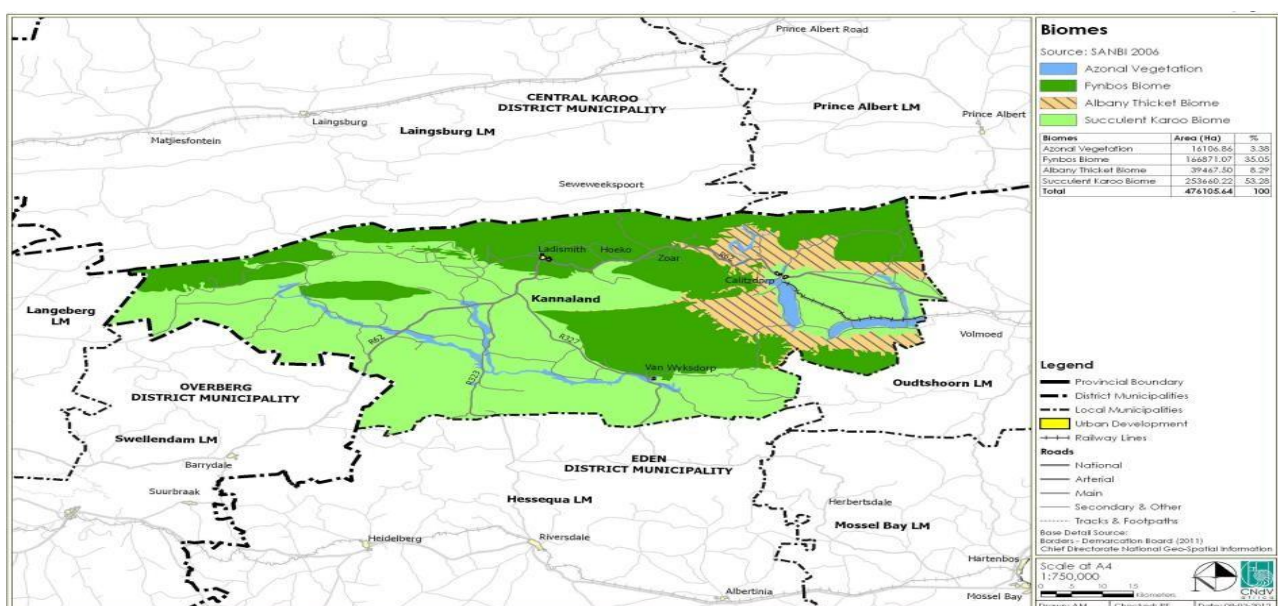 Prince Albert Road
CENTRAL KAROO
DISTRICT MUNICIPALITY
Prince Albert LM
Laingsburg
Laingsburg LM
Prince Albert
Matjiesfontein
Seweweekspoort
Ladismith
Hoeko
Zoar
R62
Calitzdorp
Kannaland
Langeberg
LM
R62
R327
Volmoed
R323
Van Wyksdorp
Oudtshoorn LM
OVERBERG
DISTRICT MUNICIPALITY
Swellendam LM
Barrydale
EDEN
DISTRICT MUNICIPALITY
Suurbraak
Hessequa LM
Herbertsdale
Mossel Bay LM
Heidelberg
Riversdale
Hartenbos
Albertinia
Mossel Bay
Biomes
Source: SANBI 2006
Azonal Vegetation
Fynbos Biome
Albany Thicket Biome
Succulent Karoo Biome
Biomes Area (Ha) %
Azonal Vegetation 16106.86 3.38
Fynbos Biome 166871.07 35.05
Albany Thicket Biome 39467.50 8.29
Succulent Karoo Biome 253660.22 53.28
Total 476105.64 100
Legend
Provincial Boundary
District Municipalities
Local Municipalities
Urban Development
Railway Lines
Roads
National
Arterial
Main
Secondary & Other
Tracks & Footpaths
Base Detail Source:
Borders - Demarcation Board (2011)
Chief Directorate National Geo-Spatial Information
Scale at A4
1:750,000
0 5 10 15
Kilometers
CNdV
africa